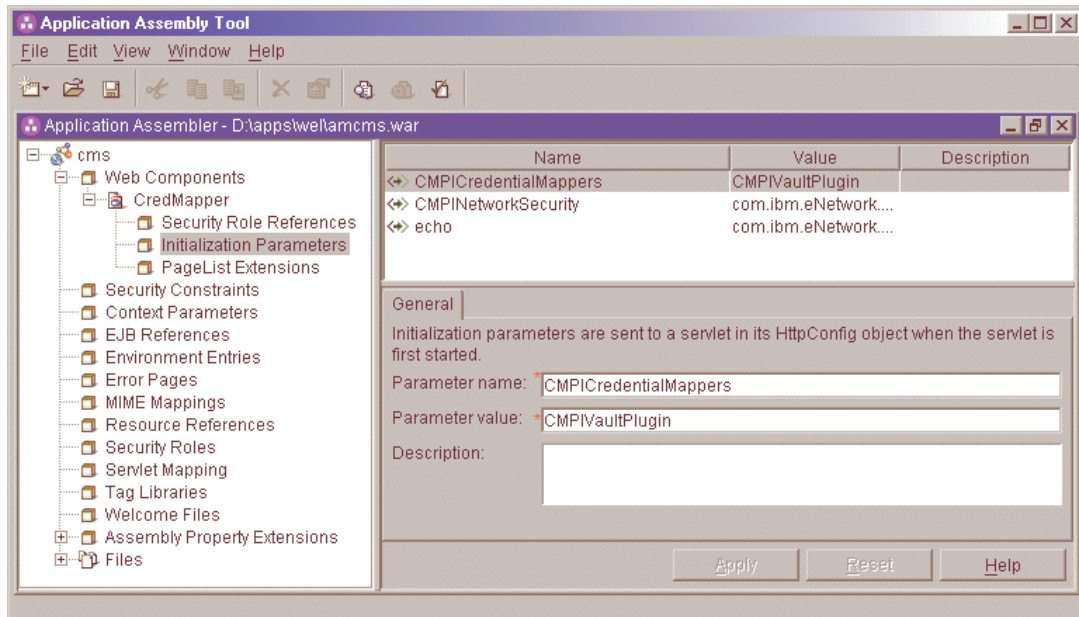 Application Assembly Tool
File Edit View Window Help
Application Assembler - D:\apps\wel\amcms.war
cms
Web Components
CredMapper
Security Role References
Initialization Parameters
PageList Extensions
Security Constraints
Context Parameters
EJB References
Environment Entries
Error Pages
MIME Mappings
Resource References
Security Roles
Servlet Mapping
Tag Libraries
Welcome Files
Assembly Property Extensions
Files
Name Value Description
CMPICredentialMappers CMPIVaultPlugin
CMPINetworkSecurity com.ibm.eNetwork....
echo com.ibm.eNetwork....
General
Initialization parameters are sent to a servlet in its HttpConfig object when the servlet is
first started.
Parameter name: *CMPICredentialMappers
Parameter value: *CMPIVaultPlugin
Description:
Apply Reset Help